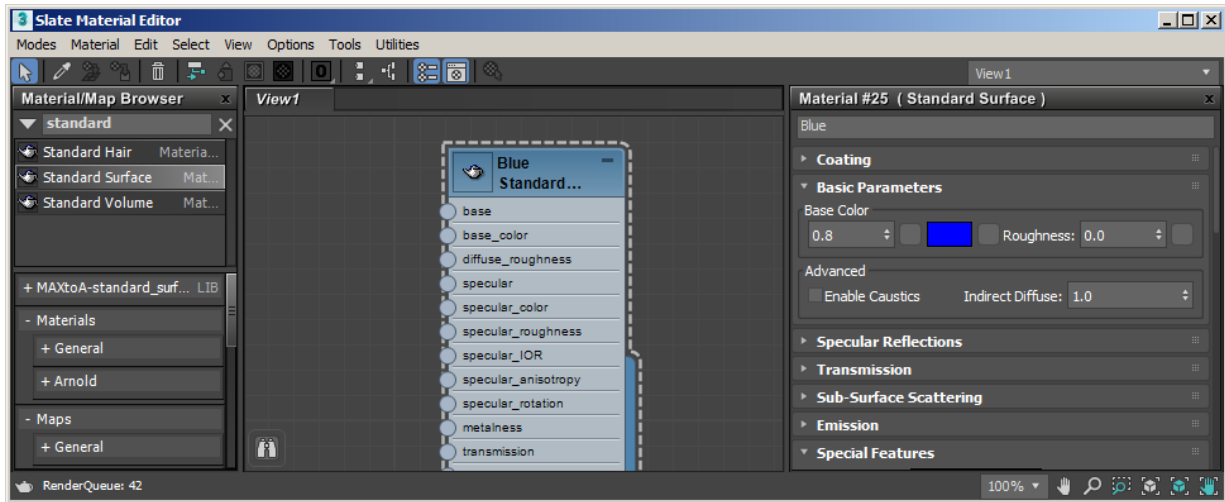 3 Slate Material Editor
Modes Material Edit Select View Options Tools Utilities
0
View1
Material/Map Browser x
standard
Standard Hair Materia...
Standard Surface Mat...
Standard Volume Mat...
+ MAXtoA-standard_surf... LIB
- Materials
+ General
+ Arnold
- Maps
+ General
View1
Blue
Standard...
base
base_color
diffuse_roughness
specular
specular_color
specular_roughness
specular_IOR
specular_anisotropy
specular_rotation
metalness
transmission
Material #25 ( Standard Surface ) x
Blue
Coating
Basic Parameters
Base Color
0.8 Roughness: 0.0
Advanced
Enable Caustics Indirect Diffuse: 1.0
Specular Reflections
Transmission
Sub-Surface Scattering
Emission
Special Features
RenderQueue: 42
100%